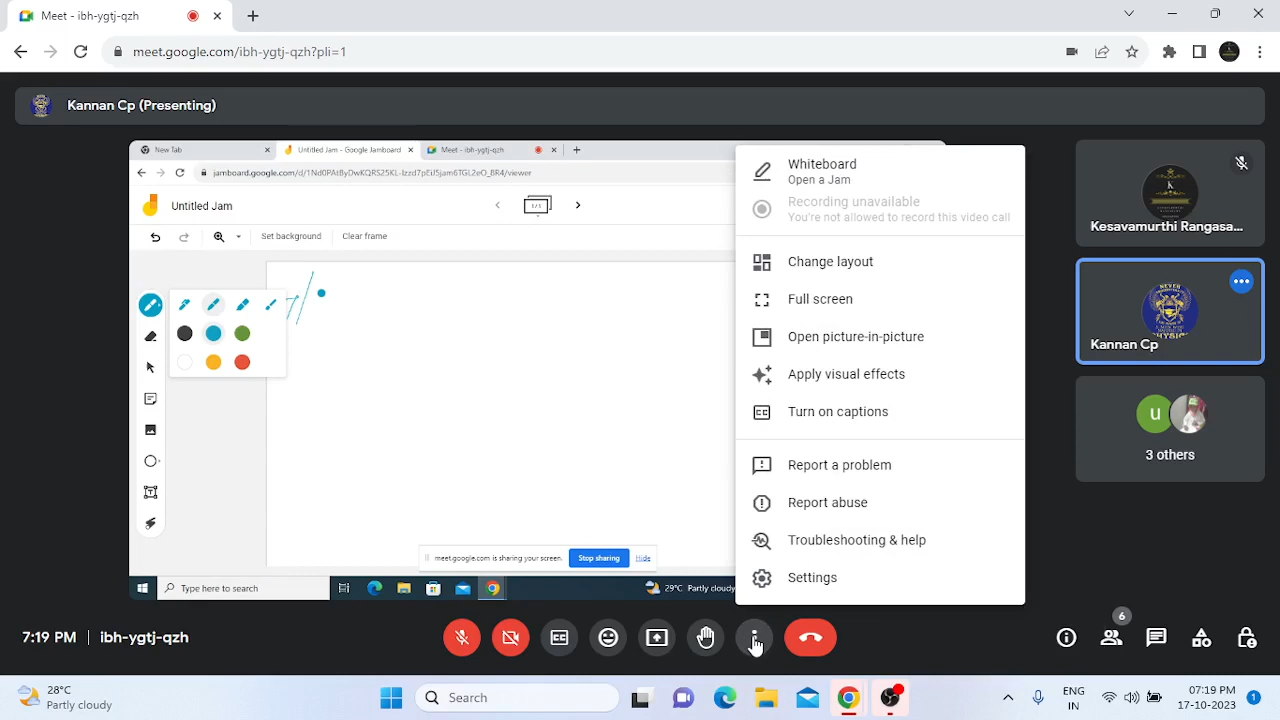 Meet - ibh-ygtj-qzh
meet.google.com/ibh-ygtj-qzh?pli=1
Kannan Cp (Presenting)
New Tab
Untitled Jam - Google Jamboard
Meet - ibh-ygtj-qzh
Untitled Jam
1/1
Set background
Clear frame
meet.google.com is sharing your screen.
Stop sharing
Hide
Type here to search
29°C Partly cloudy
Whiteboard
Open a Jam
Recording unavailable
You're not allowed to record this video call
Change layout
Full screen
Open picture-in-picture
Apply visual effects
Turn on captions
Report a problem
Report abuse
Troubleshooting & help
Settings
K
Kesavamurthi Rangasa...
NEVER
Kannan Cp
u
3 others
7:19 PM | ibh-ygtj-qzh
6
28°C
Partly cloudy
Search
ENG
IN
07:19 PM
17-10-2023
1